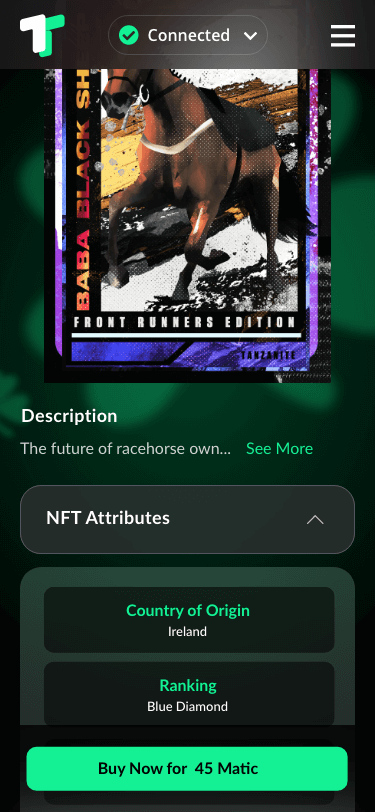 Connected
BABA BLACK SH
FRONT RUNNERS EDITION
TANZANITE
Description
The future of racehorse own... See More
NFT Attributes
Country of Origin
Ireland
Ranking
Blue Diamond
Buy Now for 45 Matic